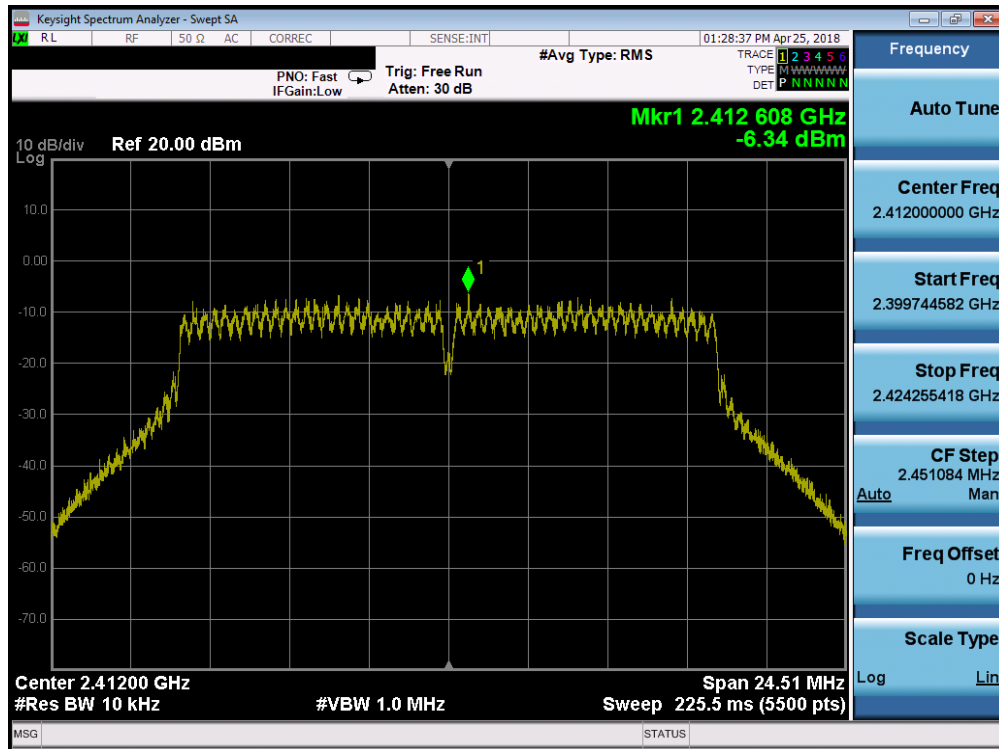 Keysight Spectrum Analyzer - Swept SA
LXI RL RF 50 Ω AC CORREC SENSE:INT 01:28:37 PM Apr 25, 2018
#Avg Type: RMS
TRACE 1 2 3 4 5 6
PNO: Fast Trig: Free Run
TYPE M WWWWW
IFGain:Low Atten: 30 dB
DET P N N N N N
Mkr1 2.412 608 GHz
-6.34 dBm
10 dB/div Ref 20.00 dBm
Log
1
10.0
0.00
-10.0
-20.0
-30.0
-40.0
-50.0
-60.0
-70.0
Center 2.41200 GHz Span 24.51 MHz
#Res BW 10 kHz #VBW 1.0 MHz Sweep 225.5 ms (5500 pts)
MSG STATUS
Frequency
Auto Tune
Center Freq
2.412000000 GHz
Start Freq
2.399744582 GHz
Stop Freq
2.424255418 GHz
CF Step
2.451084 MHz
Auto Man
Freq Offset
0 Hz
Scale Type
Log Lin